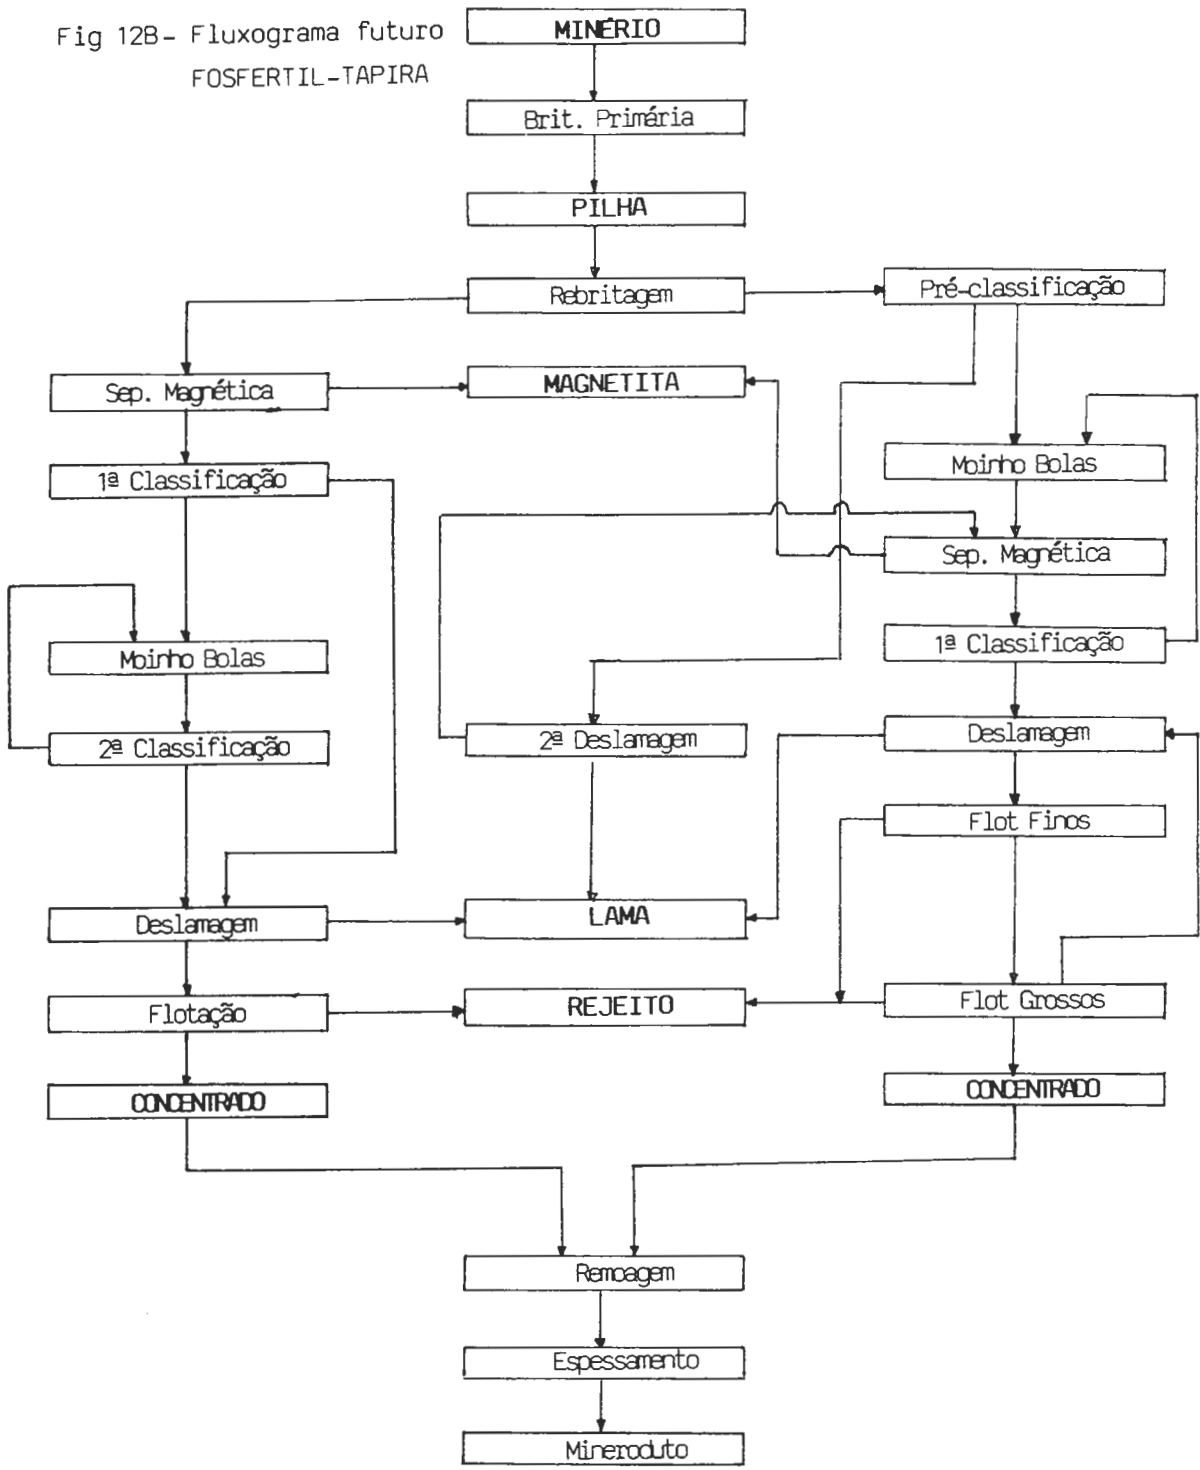 Fig 12B- Fluxograma futuro
FOSFERTIL-TAPIRA
MINÉRIO
Brit. Primária
PILHA
Rebritagem
Pré-classificação
Sep. Magnética
MAGNETITA
1ª Classificação
Moinho Bolas
Sep. Magnética
1ª Classificação
Moinho Bolas
2ª Classificação
2ª Deslamagem
Deslamagem
Flot Finos
Deslamagem
LAMA
Flotação
REJEITO
Flot Grossos
CONCENTRADO
CONCENTRADO
Remoagem
Espessamento
Mineroduto